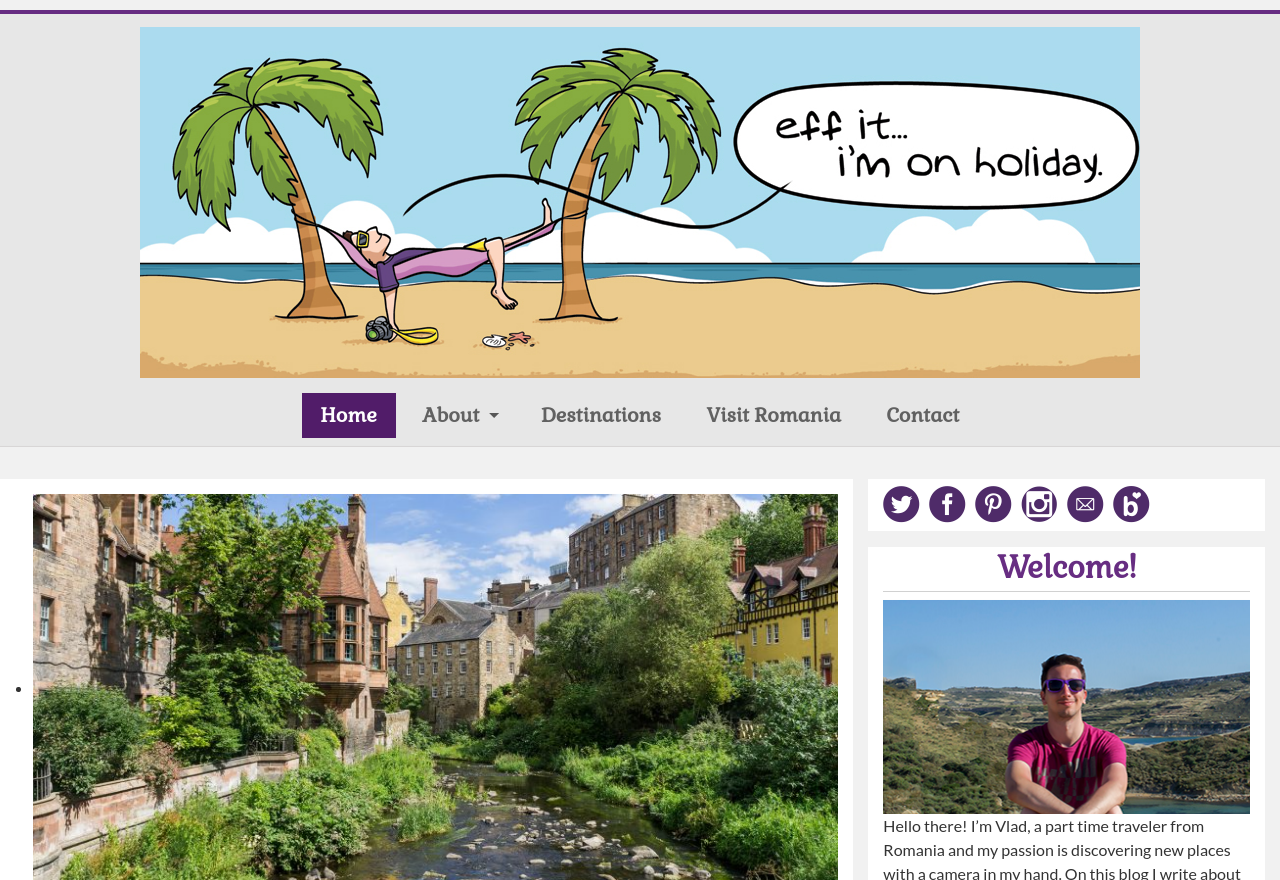 eff it...
i'm on holiday.
Home
About
Destinations
Visit Romania
Contact
Welcome!
Hello there! I’m Vlad, a part time traveler from
Romania and my passion is discovering new places
with a camera in my hand. On this blog I write about